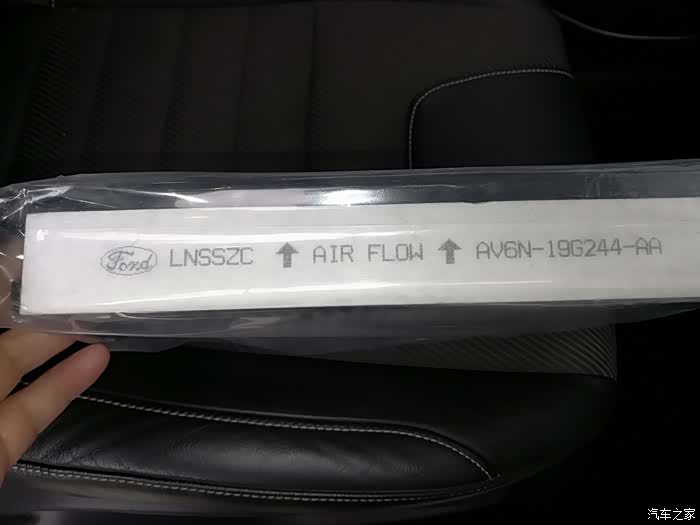 Ford LNSSZC ↑ AIR FLOW ↑ AV6N-19G244-AA
汽车之家